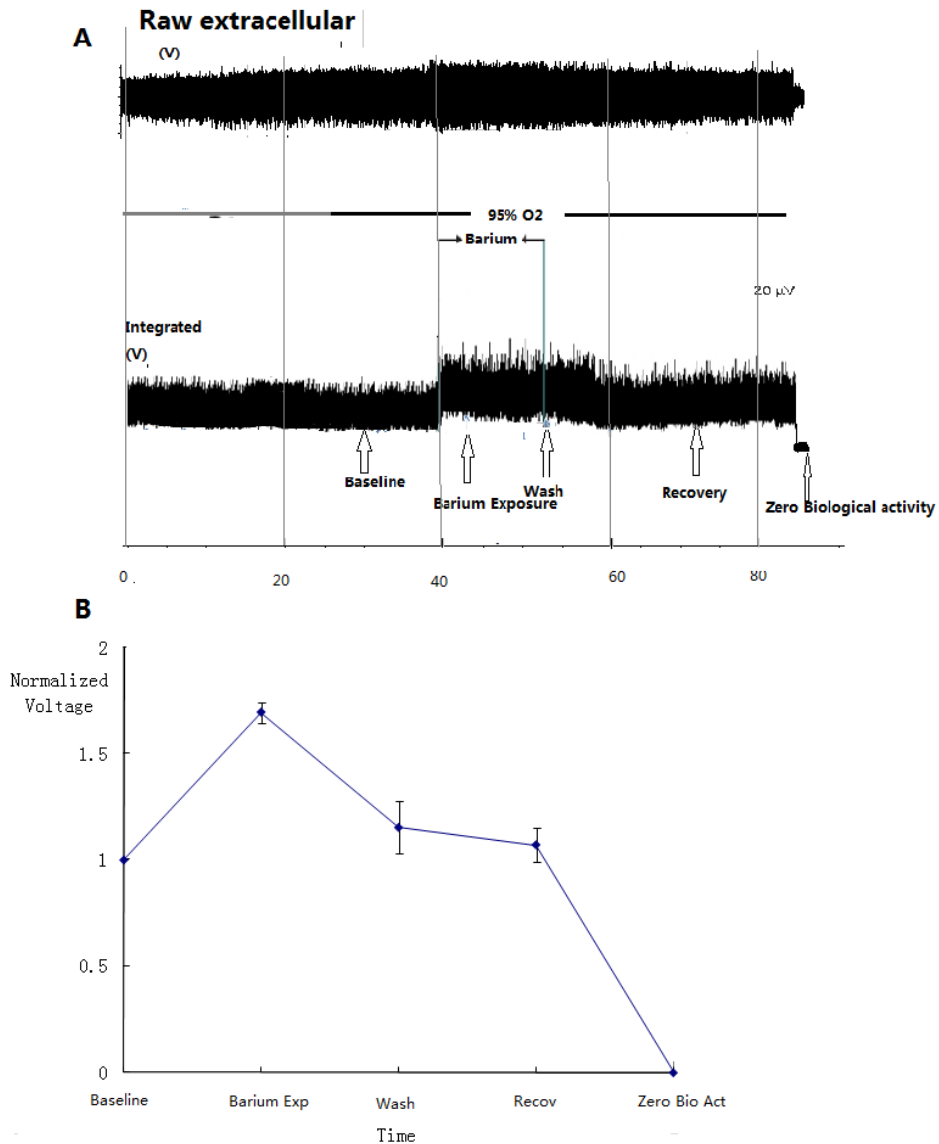 A
Raw extracellular
(V)
95% O2
Barium
20 µV
Integrated
(V)
Baseline
Barium Exposure
Wash
Recovery
Zero Biological activity
0
20
40
60
80
B
2
Normalized
Voltage
1.5
1
0.5
0
Baseline
Barium Exp
Wash
Recov
Zero Bio Act
Time